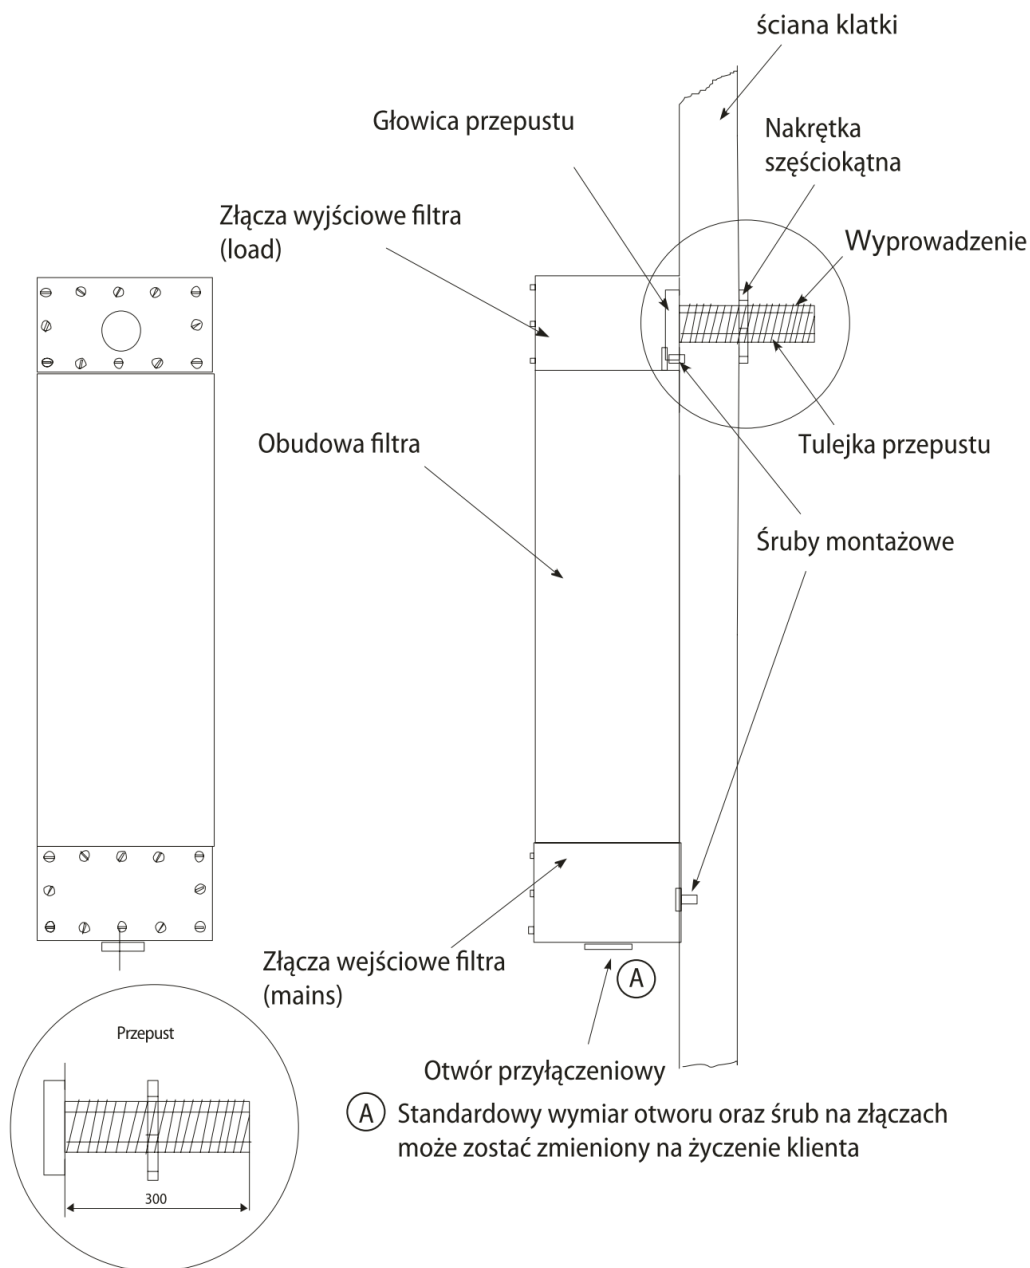 ściana klatki
Głowica przepustu
Nakrętka
szęściokątna
Złącza wyjściowe filtra
(load)
Wyprowadzenie
Obudowa filtra
Tulejka przepustu
Śruby montażowe
Złącza wejściowe filtra
(mains)
A
Przepust
Otwór przyłączeniowy
A Standardowy wymiar otworu oraz śrub na złączach
może zostać zmieniony na życzenie klienta
300